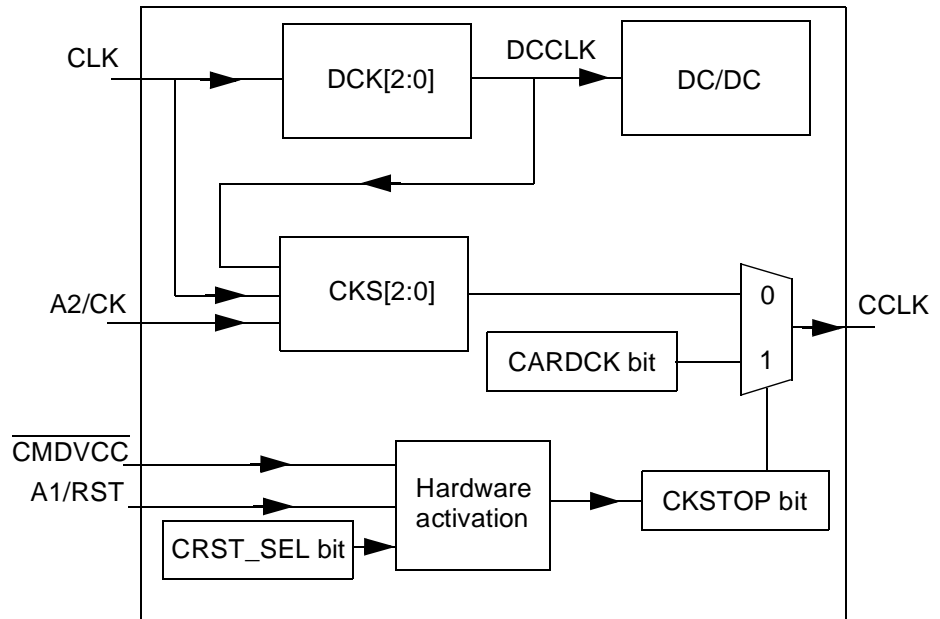 CLK
DCK[2:0]
DCCLK
DC/DC
A2/CK
CKS[2:0]
0
CCLK
CARDCK bit
1
CMDVCC
A1/RST
Hardware
activation
CKSTOP bit
CRST_SEL bit